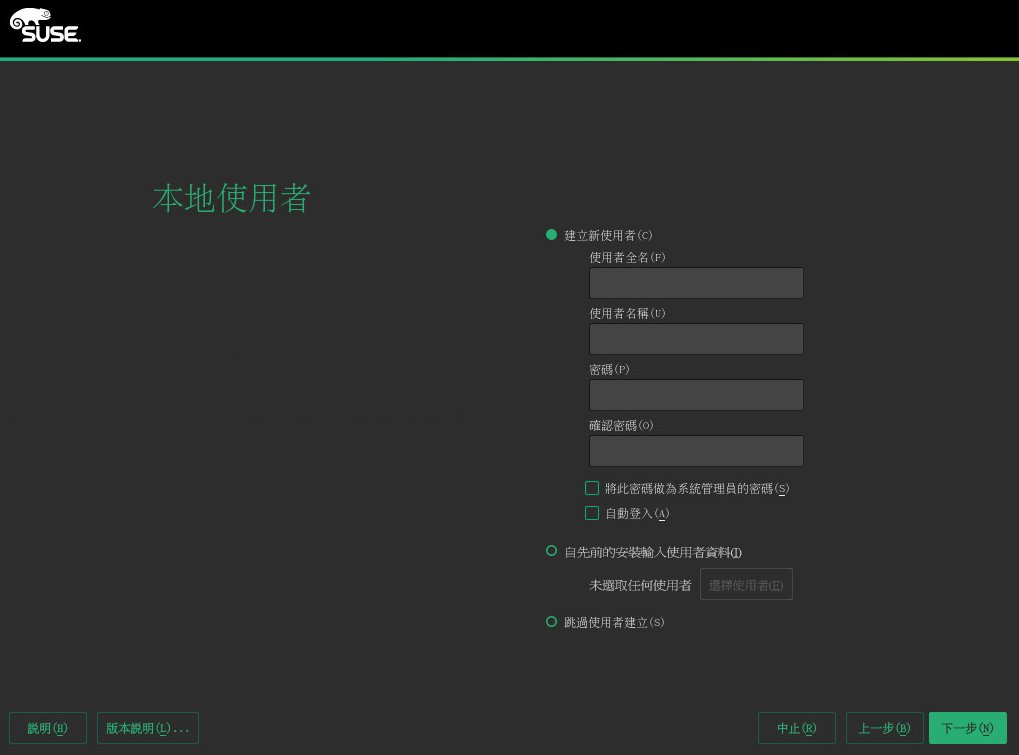 SUSE.
本地使用者
建立新使用者(C)
使用者全名(F)
使用者名稱(U)
密碼(P)
確認密碼(O)
將此密碼做為系統管理員的密碼(S)
自動登入(A)
自先前的安裝輸入使用者資料(I)
未選取任何使用者 選擇使用者(E)
跳過使用者建立(S)
說明(H) 版本說明(L)... 中止(R) 上一步(B) 下一步(N)